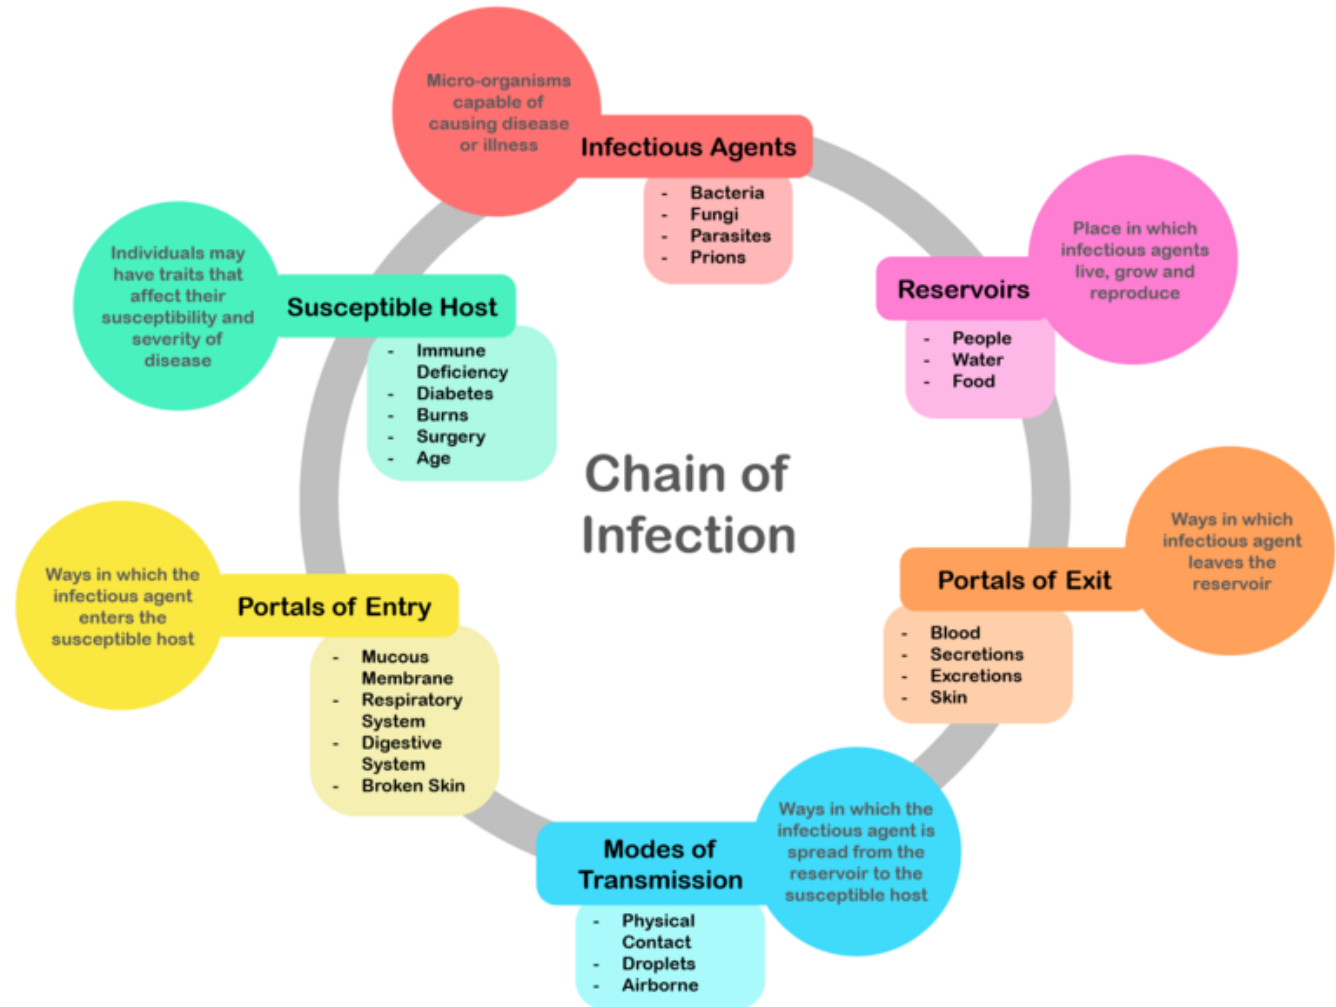 Micro-organisms
capable of
causing disease
or illness
Infectious Agents
- Bacteria
- Fungi
- Parasites
- Prions
Place in which
infectious agents
live, grow and
reproduce
Reservoirs
- People
- Water
- Food
Ways in which
infectious agent
leaves the
reservoir
Portals of Exit
- Blood
- Secretions
- Excretions
- Skin
Ways in which the
infectious agent is
spread from the
reservoir to the
susceptible host
Modes of
Transmission
- Physical
Contact
- Droplets
- Airborne
Ways in which the
infectious agent
enters the
susceptible host
Portals of Entry
- Mucous
Membrane
- Respiratory
System
- Digestive
System
- Broken Skin
Individuals may
have traits that
affect their
susceptibility and
severity of
disease
Susceptible Host
- Immune
Deficiency
- Diabetes
- Burns
- Surgery
- Age
Chain of
Infection